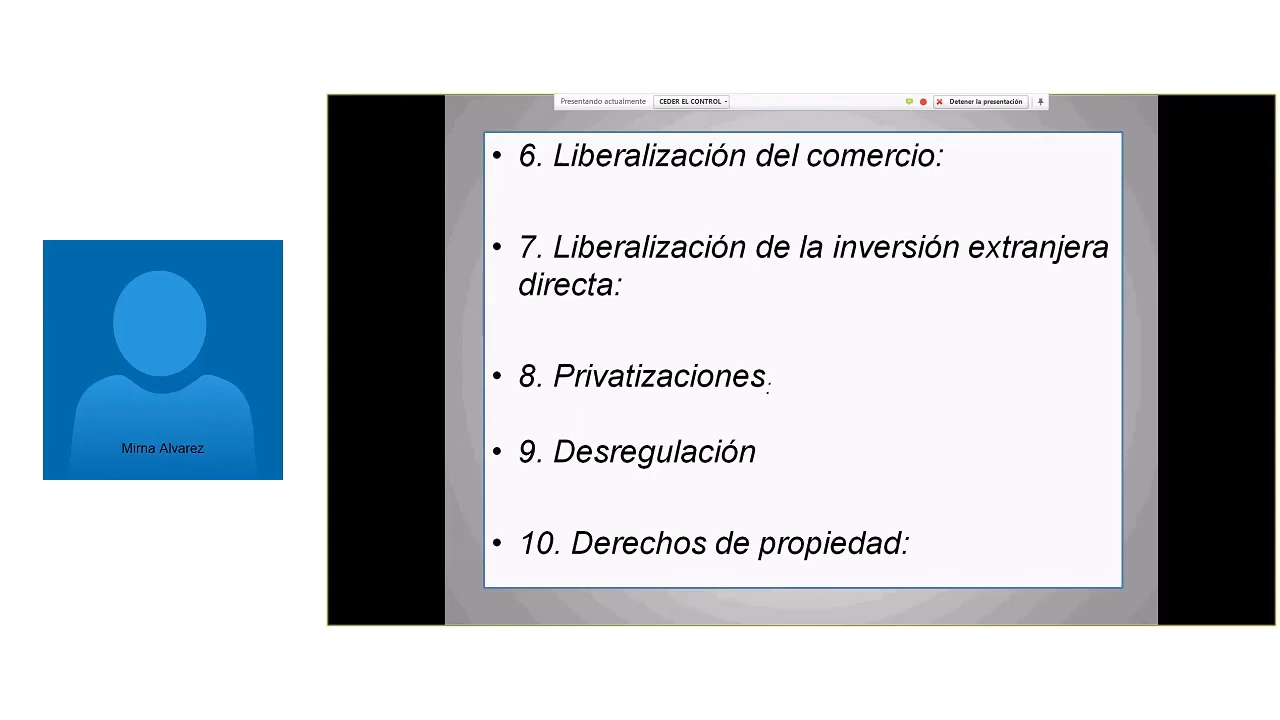 Presentando actualmente CEDER EL CONTROL Detener la presentación
• 6. Liberalización del comercio:
• 7. Liberalización de la inversión extranjera
directa:
• 8. Privatizaciones:
• 9. Desregulación
• 10. Derechos de propiedad:
Mirna Alvarez